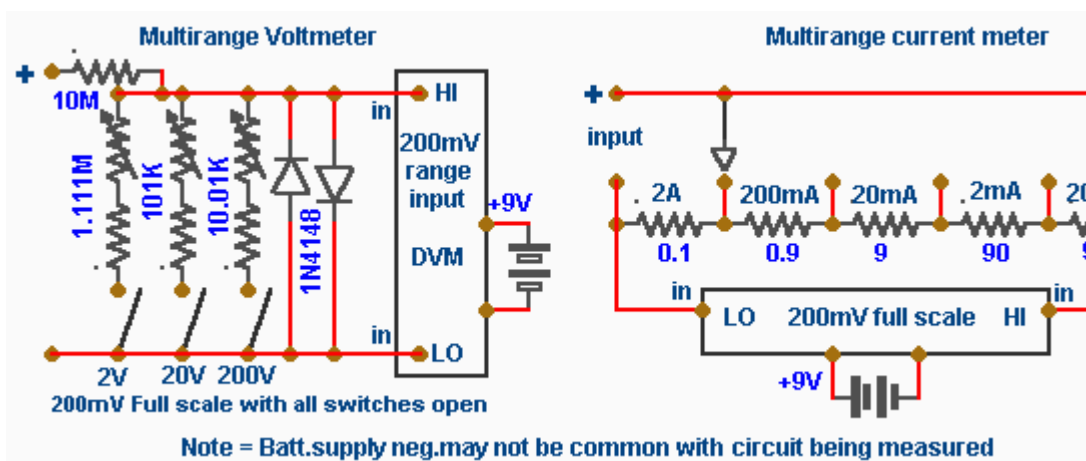 Multirange Voltmeter
Multirange current meter
+
10M
in
HI
+
input
200mV
range
input
1.111M
101K
10.01K
1N4148
+9V
DVM
.2A
200mA
20mA
.2mA
20
0.1
0.9
9
90
9
in
LO
200mV full scale
HI
in
in
LO
2V
20V
200V
+9V
200mV Full scale with all switches open
Note = Batt.supply neg.may not be common with circuit being measured